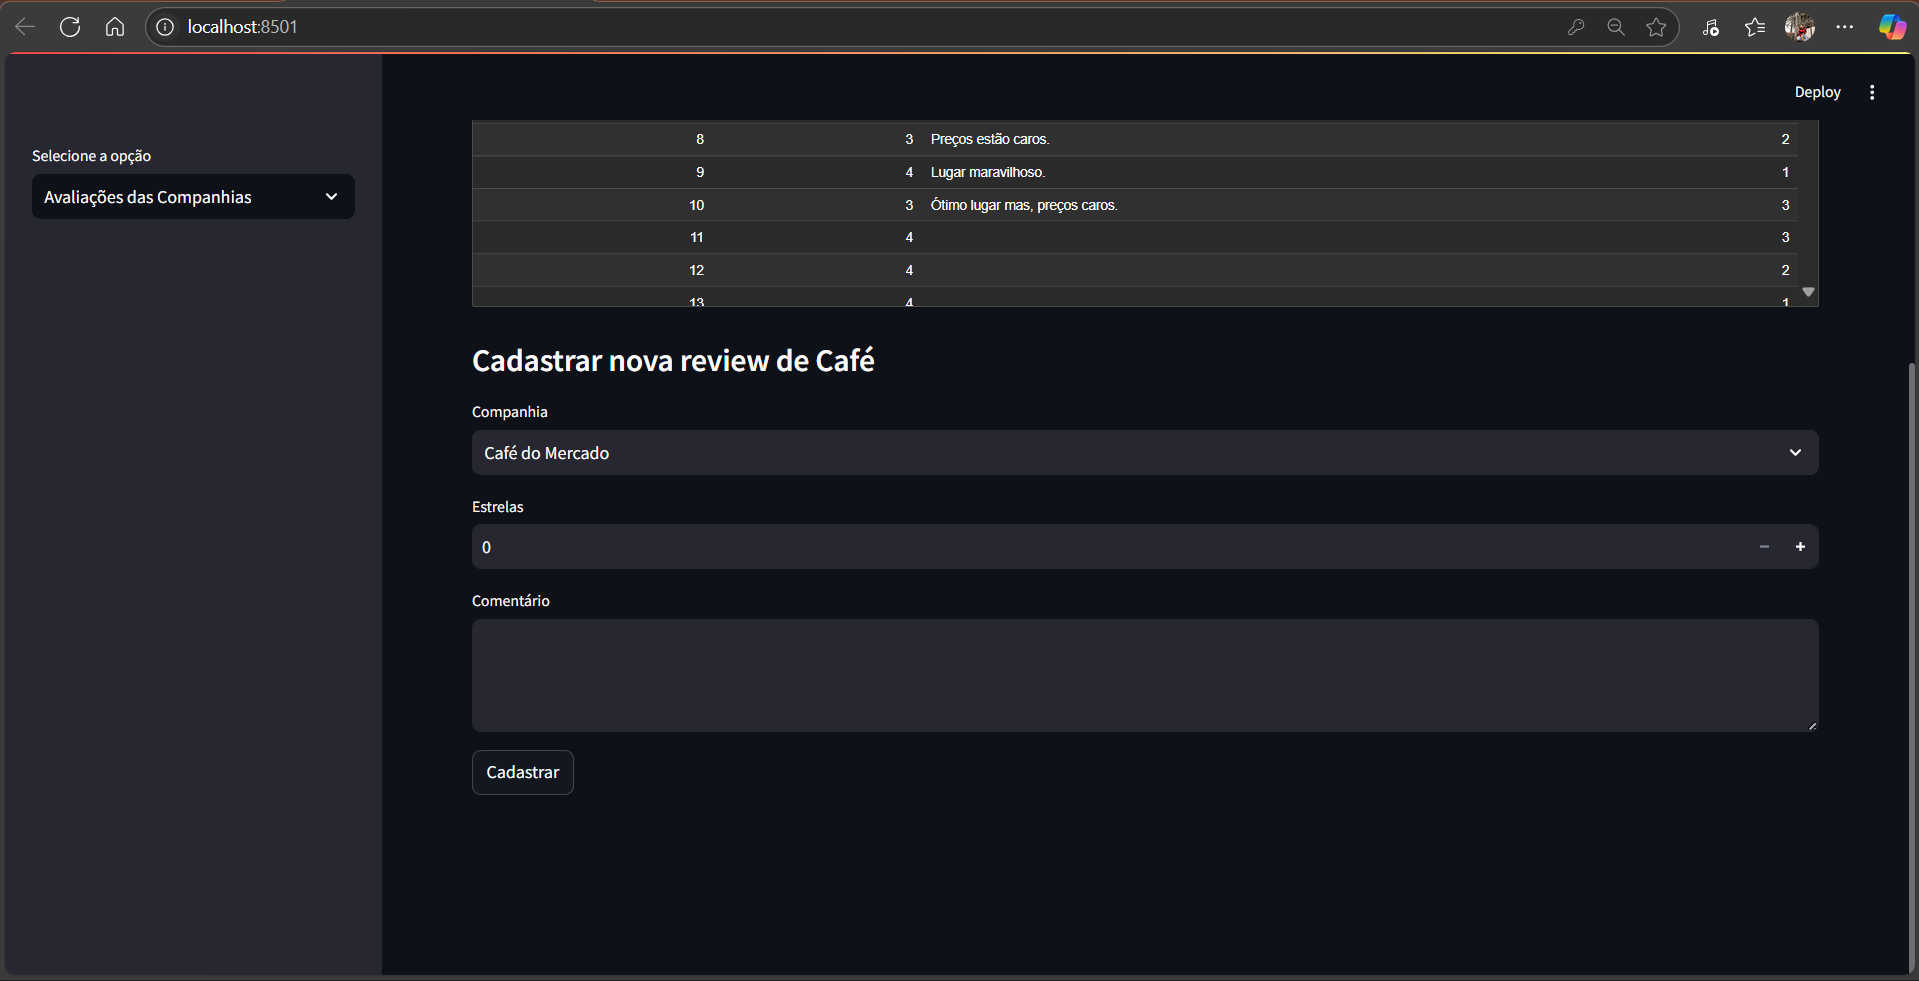 localhost:8501
Deploy
Selecione a opção
Avaliações das Companhias
8 3 Preços estão caros. 2
9 4 Lugar maravilhoso. 1
10 3 Ótimo lugar mas, preços caros. 3
11 4 3
12 4 2
13 4 1
Cadastrar nova review de Café
Companhia
Café do Mercado
Estrelas
0
Comentário
Cadastrar